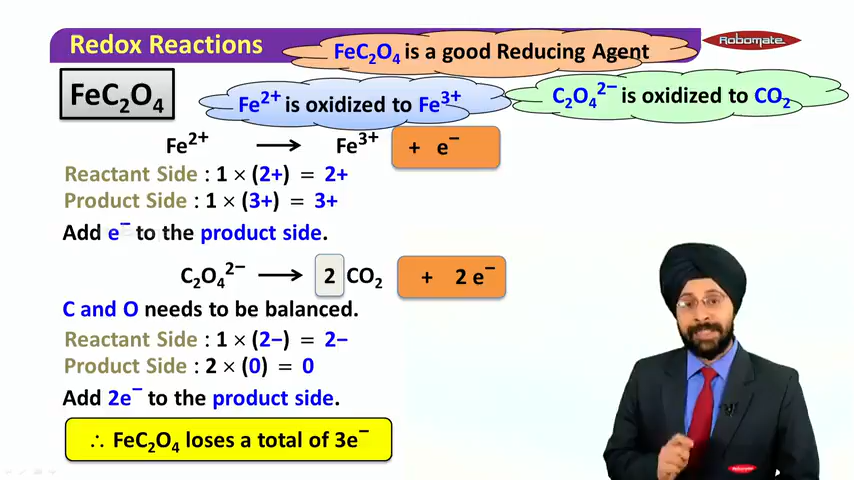 Redox Reactions
FeC₂O₄ is a good Reducing Agent
Robomate
FeC₂O₄
Fe²⁺ is oxidized to Fe³⁺
C₂O₄²⁻ is oxidized to CO₂
Fe²⁺ ⟶ Fe³⁺ + e⁻
Reactant Side : 1 × (2+) = 2+
Product Side : 1 × (3+) = 3+
Add e⁻ to the product side.
C₂O₄²⁻ ⟶ 2 CO₂ + 2 e⁻
C and O needs to be balanced.
Reactant Side : 1 × (2−) = 2−
Product Side : 2 × (0) = 0
Add 2e⁻ to the product side.
∴ FeC₂O₄ loses a total of 3e⁻